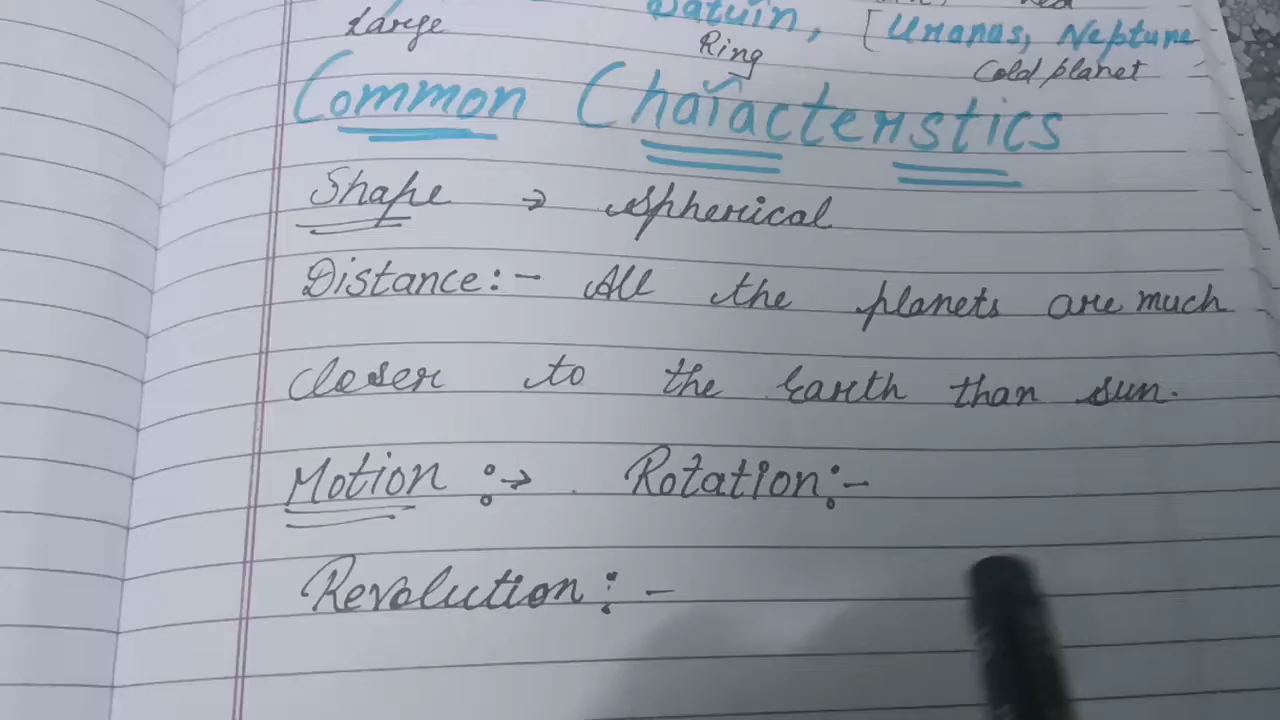 Large
Saturn, [Uranas, Neptune
Ring
Cold planet
Common Characteristics
Shape → Spherical
Distance:- All the planets are much
closer to the Earth than sun.
Motion :→ Rotation:-
Revolution:-